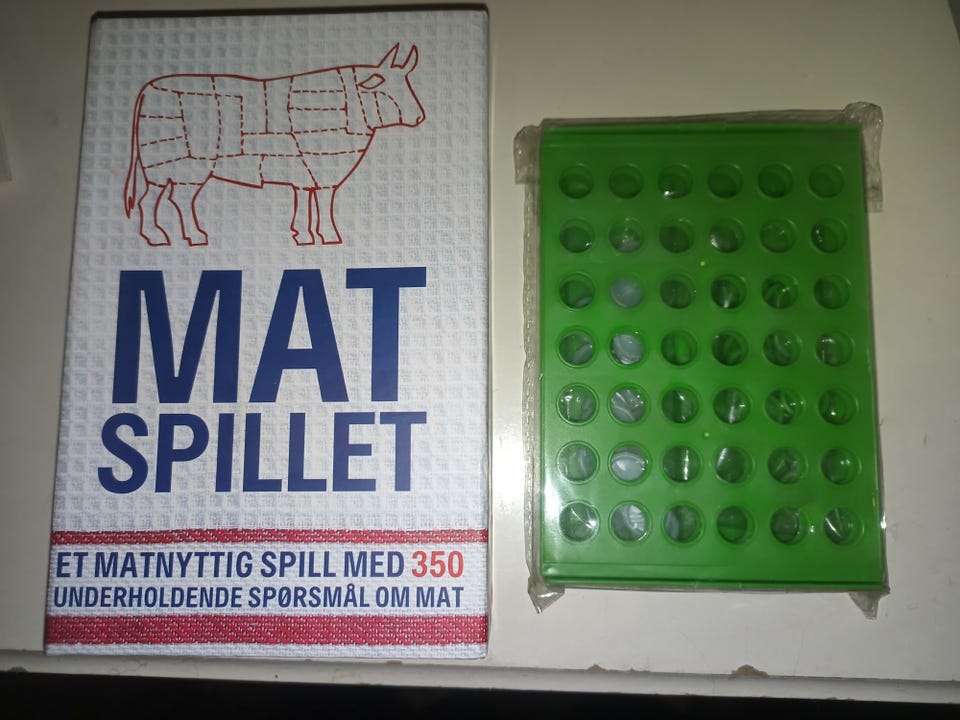 MAT
SPILLET
ET MATNYTTIG SPILL MED 350
UNDERHOLDENDE SPØRSMÅL OM MAT